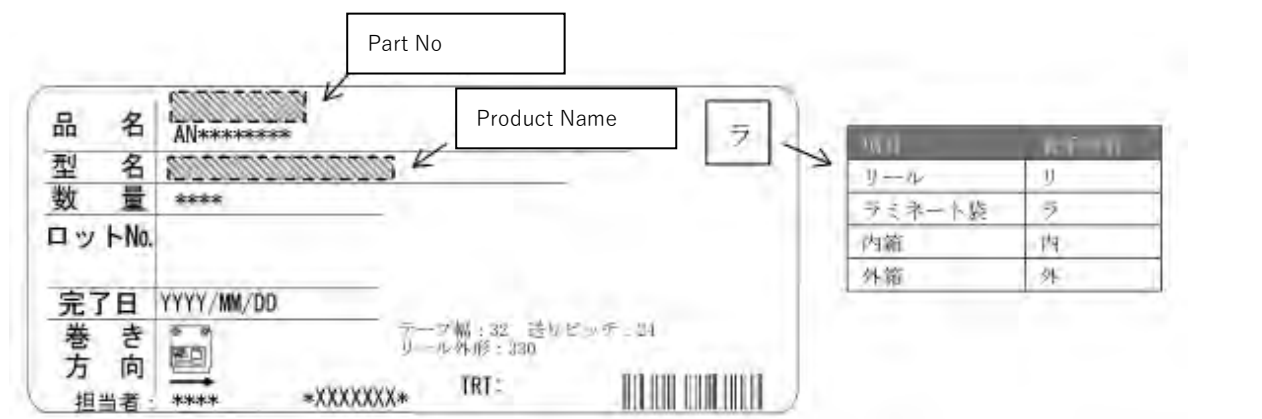 Part No
Product Name
品 名
AN********
ラ
型 名
数 量 ****
ロットNo.
完了日 YYYY/MM/DD
巻き方向
テープ幅：32 送りピッチ：24
リール外形：330
TRT:
担当者： **** *XXXXXXX*
項目
リール リ
ラミネート袋 ラ
内箱 内
外箱 外